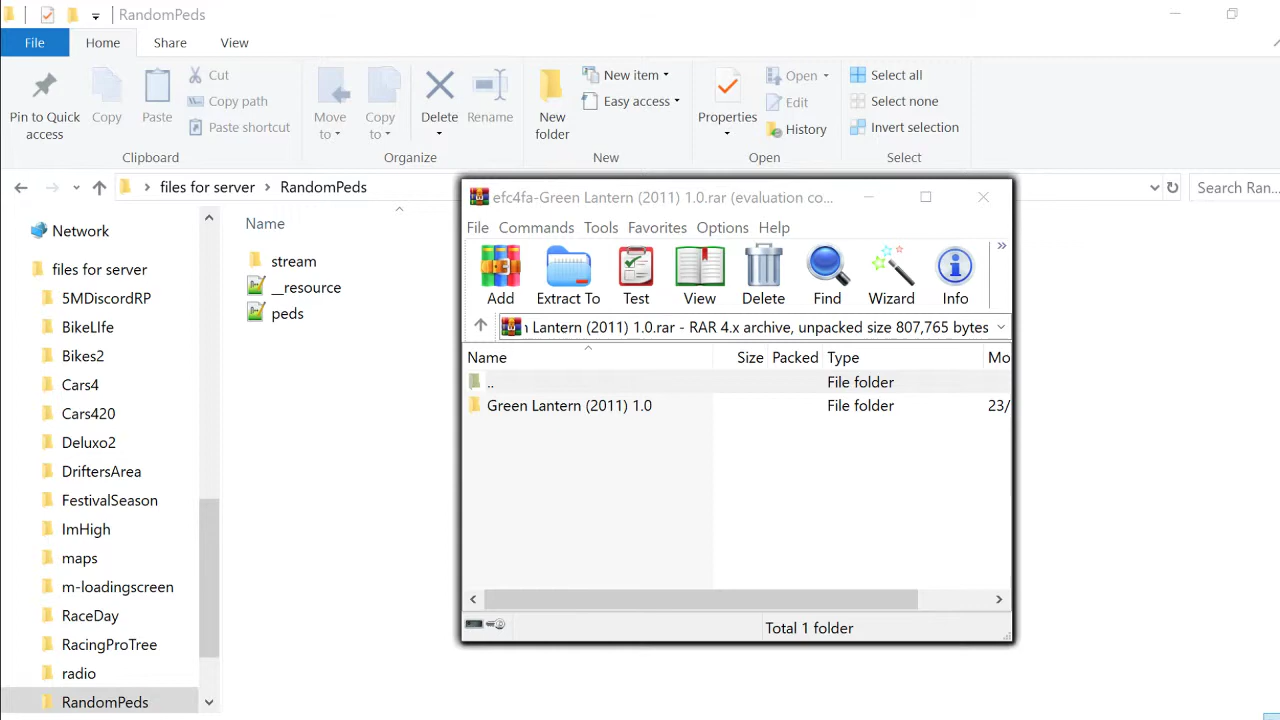 RandomPeds
File
Home
Share
View
Pin to Quick
access
Copy
Paste
Cut
Copy path
Paste shortcut
Clipboard
Move
to
Copy
to
Delete
Rename
Organize
New
folder
New item
Easy access
New
Properties
Open
Edit
History
Open
Select all
Select none
Invert selection
Select
files for server
RandomPeds
Search Ran...
Network
files for server
5MDiscordRP
BikeLIfe
Bikes2
Cars4
Cars420
Deluxo2
DriftersArea
FestivalSeason
ImHigh
maps
m-loadingscreen
RaceDay
RacingProTree
radio
RandomPeds
Name
stream
__resource
peds
efc4fa-Green Lantern (2011) 1.0.rar (evaluation co...
File Commands Tools Favorites Options Help
Add
Extract To
Test
View
Delete
Find
Wizard
Info
Lantern (2011) 1.0.rar - RAR 4.x archive, unpacked size 807,765 bytes
Name Size Packed Type Mo
.. File folder
Green Lantern (2011) 1.0 File folder 23/
Total 1 folder